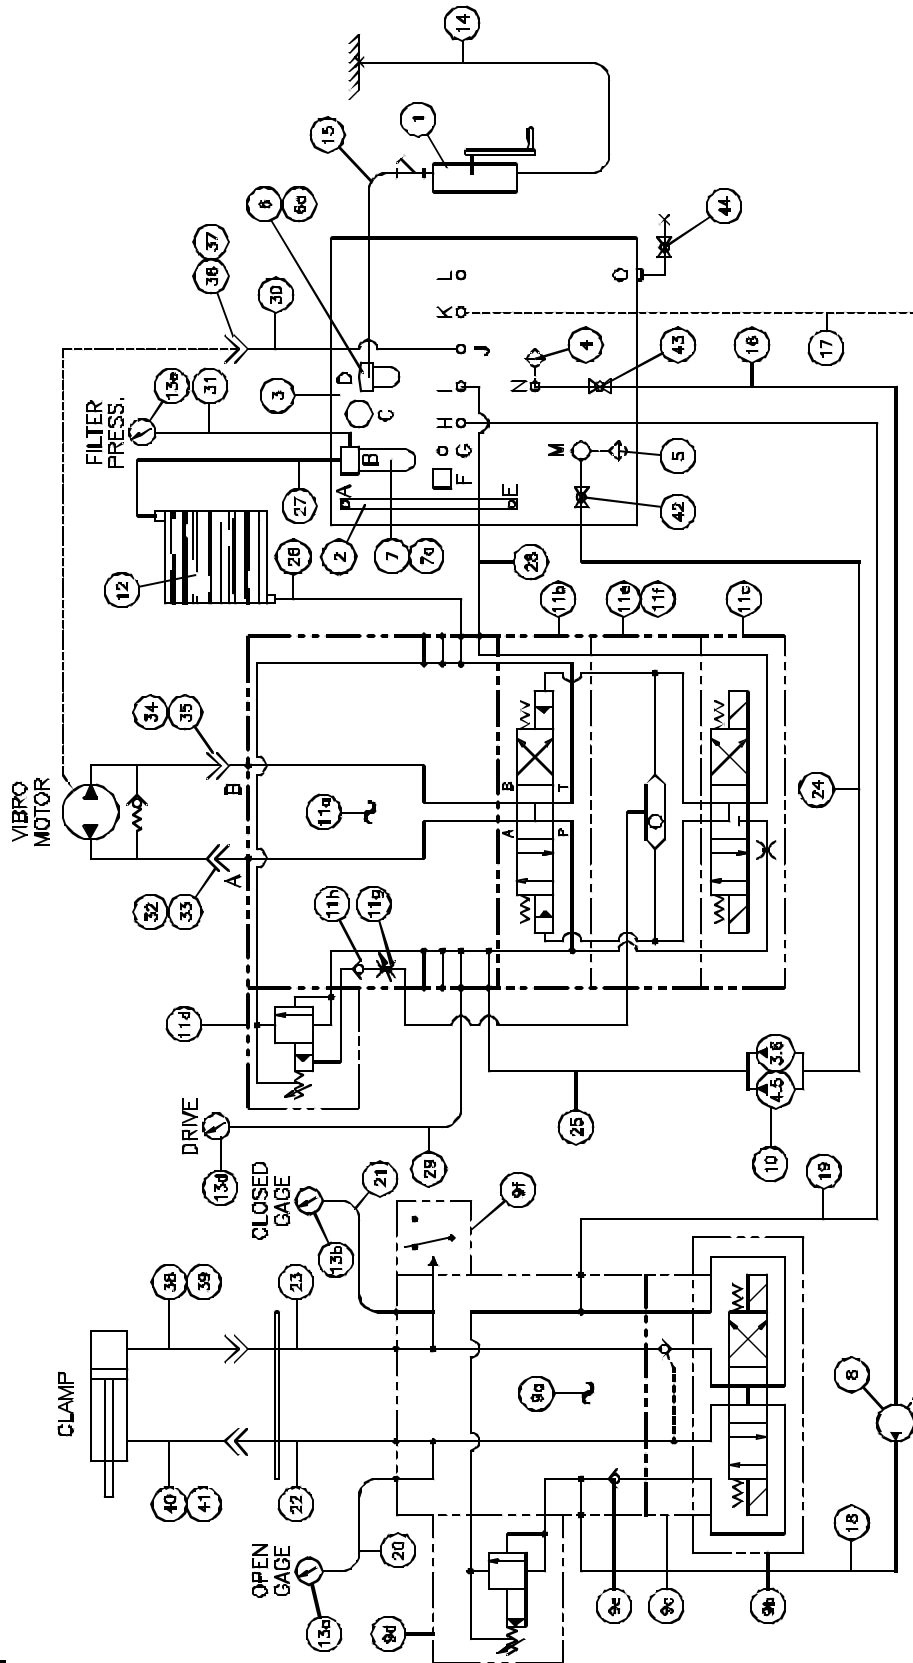 14
15
1
6
6a
37
36
30
44
L
K
J
I
H
G
F
E
D
C
B
A
N
M
4
43
16
17
3
13e
31
FILTER
PRESS.
27
2
7
7a
5
42
12
26
28
11b
11e
11f
11c
34
35
VIBRO
MOTOR
B
A
32
33
11a
B
A
T
P
T
24
11h
11g
11d
DRIVE
13d
29
25
3.6
4.5
10
19
CLOSED
GAGE
21
13b
9f
CLAMP
38
39
23
40
41
22
9a
OPEN
GAGE
13a
20
9d
9e
9c
9b
8
18